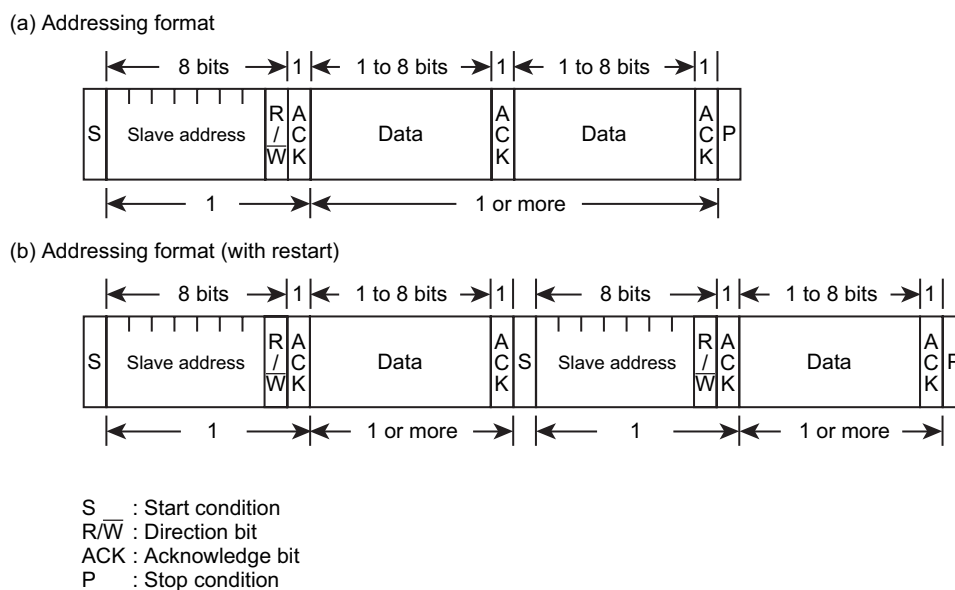 (a) Addressing format
8 bits 1 1 to 8 bits 1 1 to 8 bits 1
S Slave address R/W̅ ACK Data ACK Data ACK P
1 1 or more
(b) Addressing format (with restart)
8 bits 1 1 to 8 bits 1 8 bits 1 1 to 8 bits 1
S Slave address R/W̅ ACK Data ACK S Slave address R/W̅ ACK Data ACK P
1 1 or more 1 1 or more
S : Start condition
R/W̅ : Direction bit
ACK : Acknowledge bit
P : Stop condition